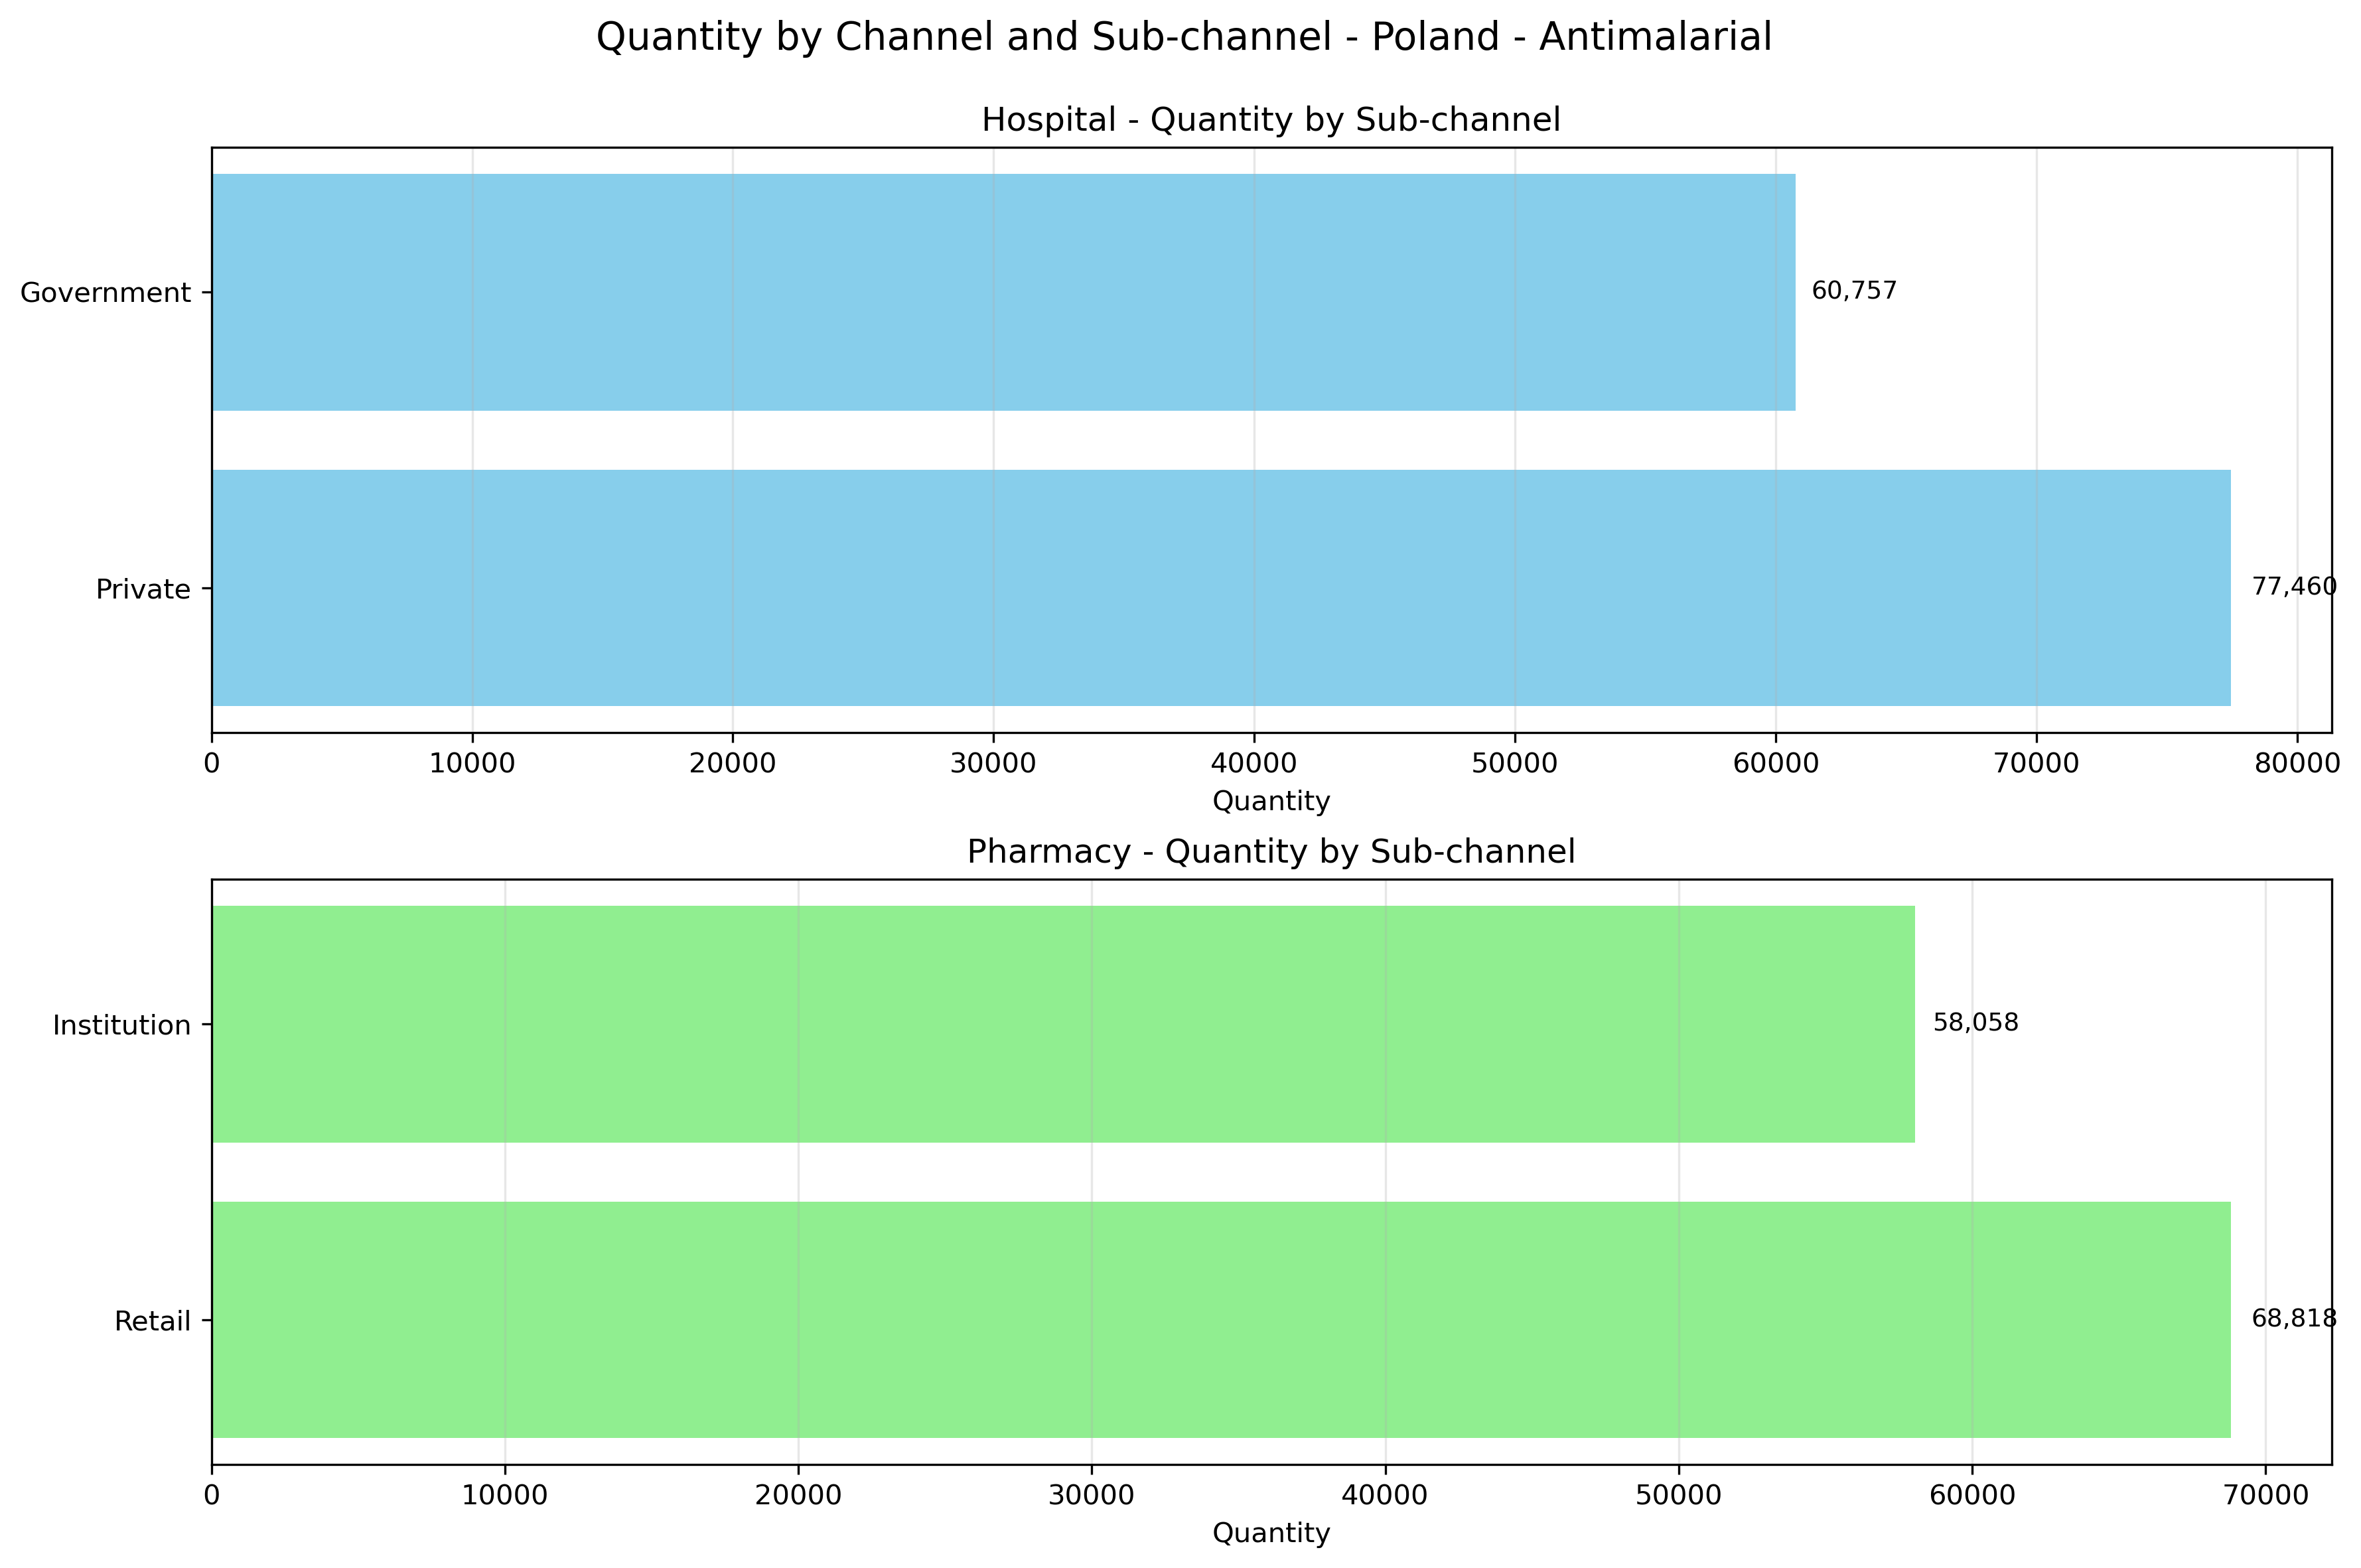 Quantity by Channel and Sub-channel - Poland - Antimalarial
Hospital - Quantity by Sub-channel
Government
60,757
Private
77,460
0 10000 20000 30000 40000 50000 60000 70000 80000
Quantity
Pharmacy - Quantity by Sub-channel
Institution
58,058
Retail
68,818
0 10000 20000 30000 40000 50000 60000 70000
Quantity